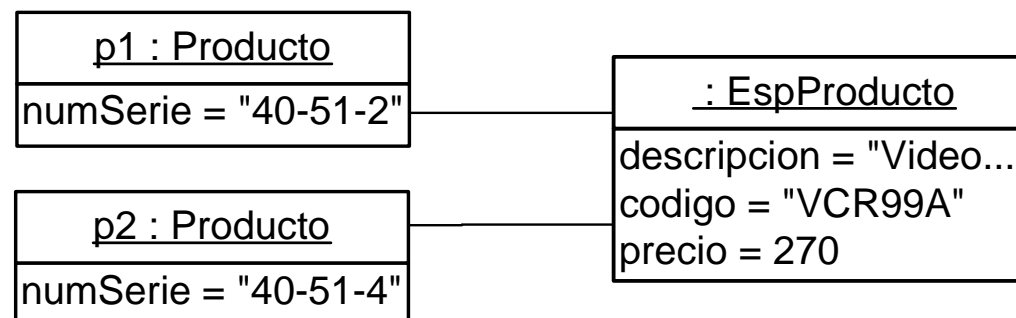 p1 : Producto
numSerie = "40-51-2"
: EspProducto
descripcion = "Video...
codigo = "VCR99A"
precio = 270
p2 : Producto
numSerie = "40-51-4"